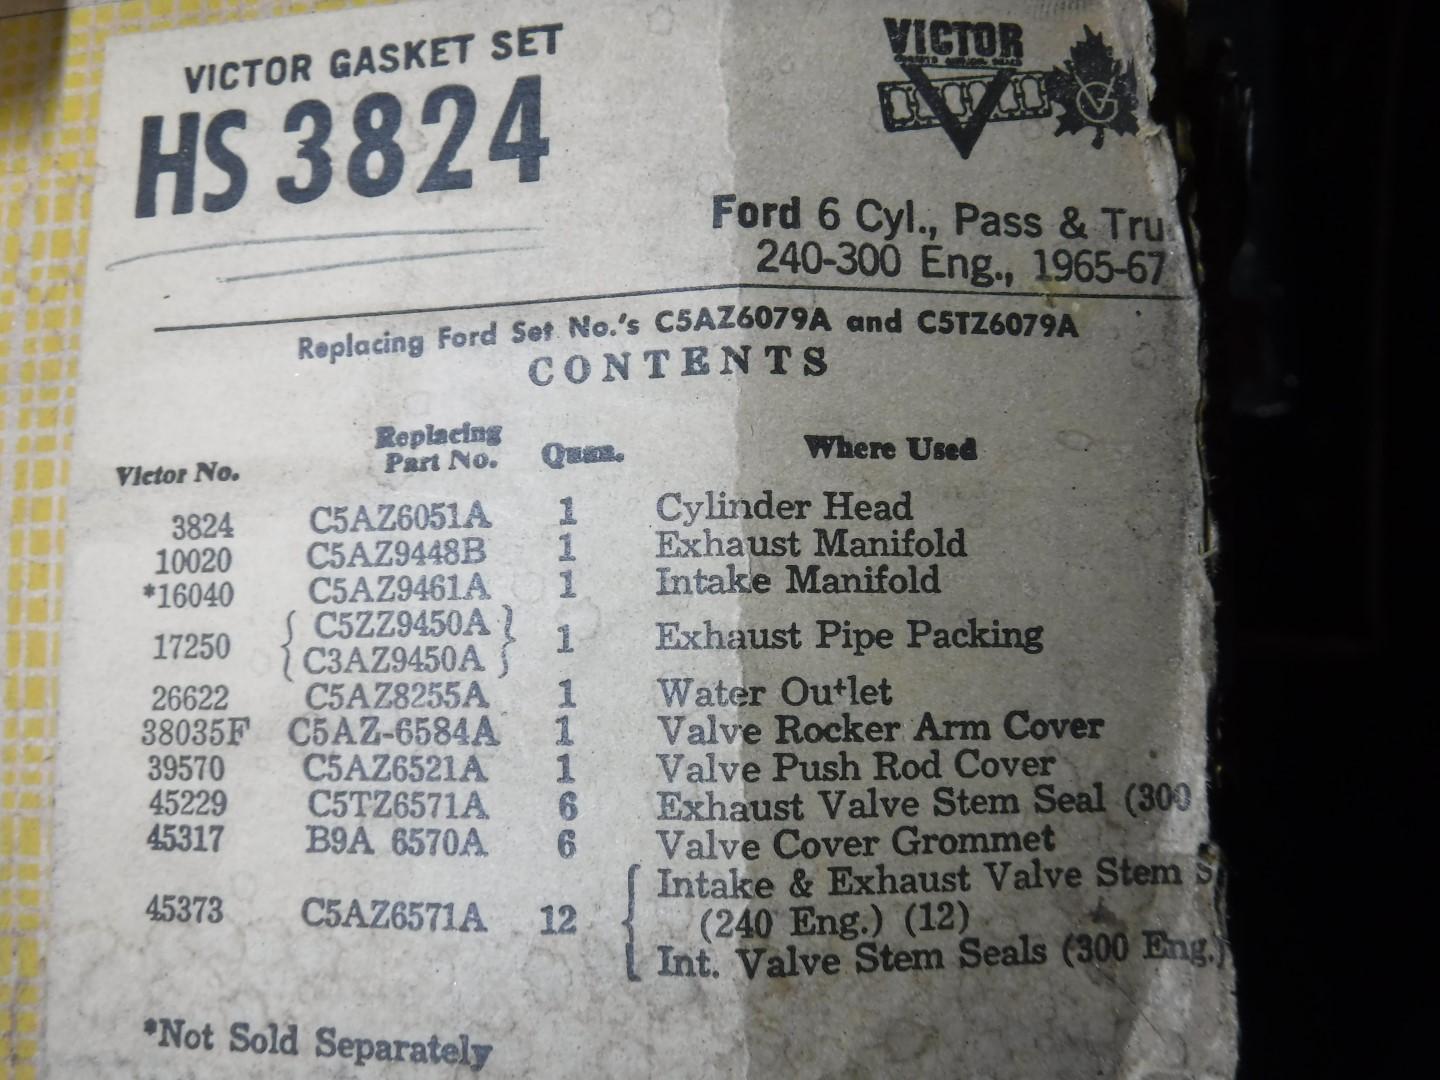 VICTOR GASKET SET
HS 3824
VICTOR
VG
Ford 6 Cyl., Pass & Tru
240-300 Eng., 1965-67
Replacing Ford Set No.'s C5AZ6079A and C5TZ6079A
CONTENTS
Victor No. Replacing Part No. Quan. Where Used
3824 C5AZ6051A 1 Cylinder Head
10020 C5AZ9448B 1 Exhaust Manifold
*16040 C5AZ9461A 1 Intake Manifold
17250 { C5ZZ9450A C3AZ9450A } 1 Exhaust Pipe Packing
26622 C5AZ8255A 1 Water Outlet
38035F C5AZ-6584A 1 Valve Rocker Arm Cover
39570 C5AZ6521A 1 Valve Push Rod Cover
45229 C5TZ6571A 6 Exhaust Valve Stem Seal (300
45317 B9A 6570A 6 Valve Cover Grommet
45373 C5AZ6571A 12 { Intake & Exhaust Valve Stem S
(240 Eng.) (12)
Int. Valve Stem Seals (300 Eng.)
*Not Sold Separately